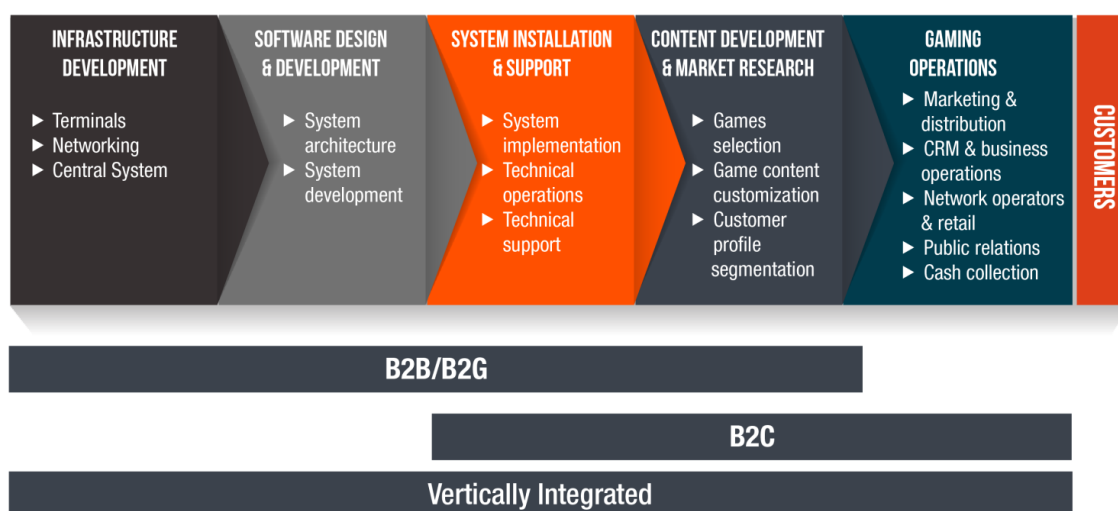 INFRASTRUCTURE
DEVELOPMENT
▶ Terminals
▶ Networking
▶ Central System
SOFTWARE DESIGN
& DEVELOPMENT
▶ System
architecture
▶ System
development
SYSTEM INSTALLATION
& SUPPORT
▶ System
implementation
▶ Technical
operations
▶ Technical
support
CONTENT DEVELOPMENT
& MARKET RESEARCH
▶ Games
selection
▶ Game content
customization
▶ Customer
profile
segmentation
GAMING
OPERATIONS
▶ Marketing &
distribution
▶ CRM & business
operations
▶ Network operators
& retail
▶ Public relations
▶ Cash collection
CUSTOMERS
B2B/B2G
B2C
Vertically Integrated